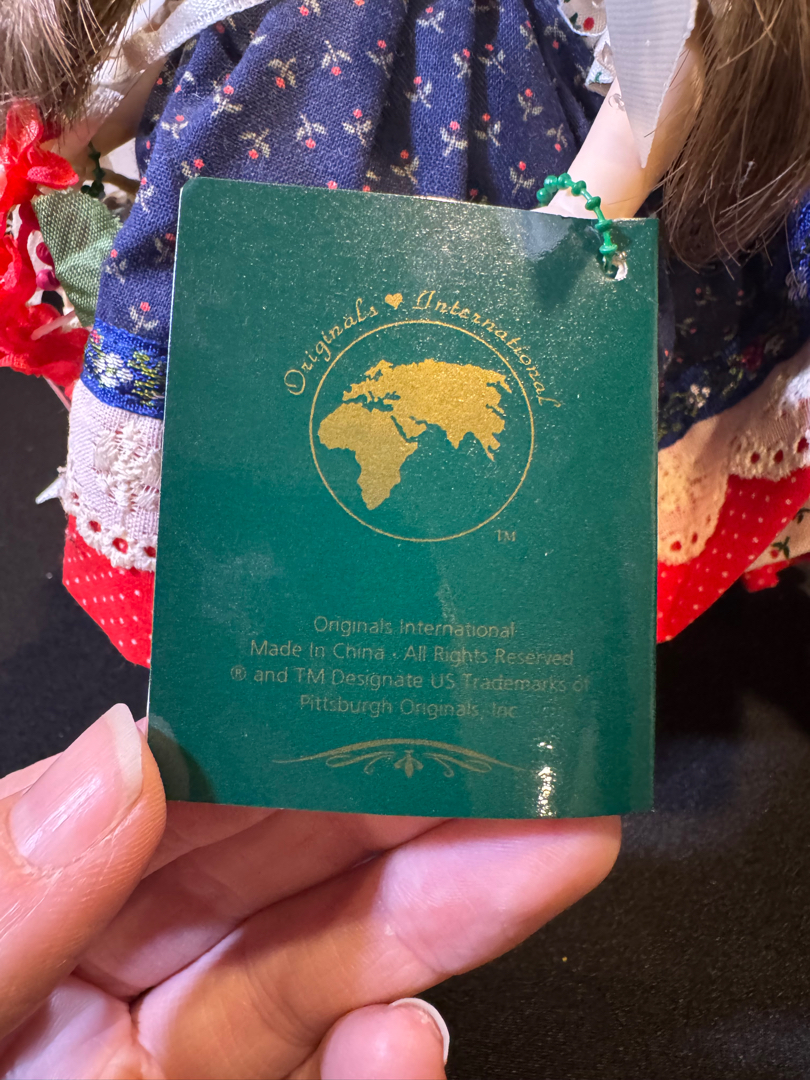 Originals ♥ International
TM
Originals International
Made In China • All Rights Reserved
® and TM Designate US Trademarks of
Pittsburgh Originals, Inc